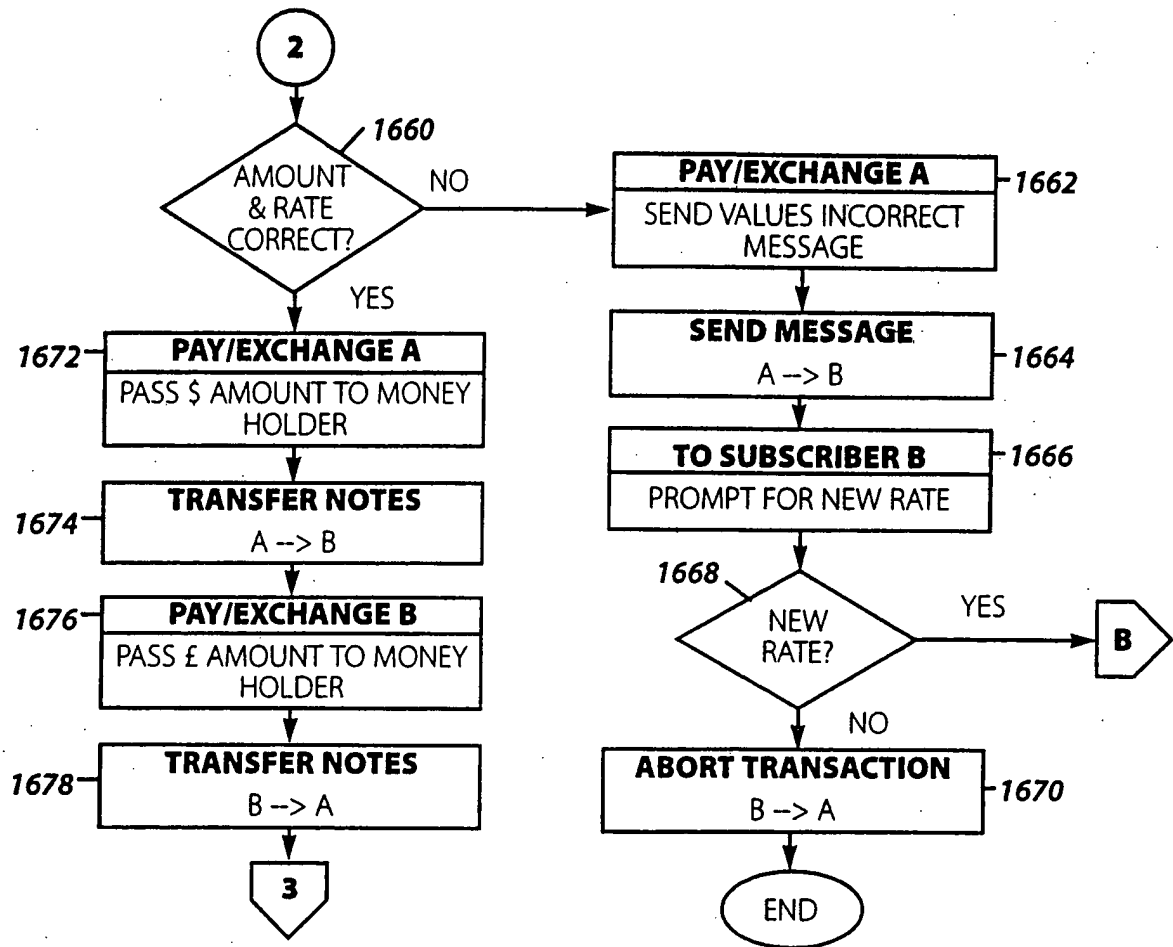 2
1660
AMOUNT
& RATE
CORRECT?
NO
YES
1672
PAY/EXCHANGE A
PASS $ AMOUNT TO MONEY
HOLDER
1674
TRANSFER NOTES
A --> B
1676
PAY/EXCHANGE B
PASS £ AMOUNT TO MONEY
HOLDER
1678
TRANSFER NOTES
B --> A
3
PAY/EXCHANGE A
1662
SEND VALUES INCORRECT
MESSAGE
SEND MESSAGE
1664
A --> B
TO SUBSCRIBER B
1666
PROMPT FOR NEW RATE
1668
NEW
RATE?
YES
B
NO
ABORT TRANSACTION
1670
B --> A
END